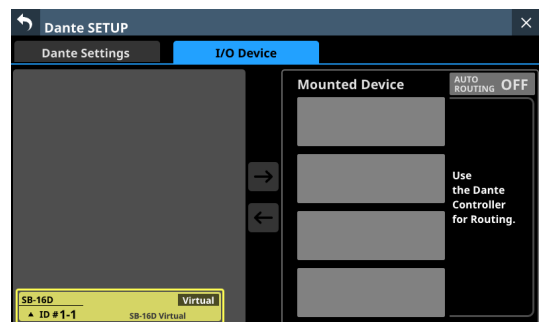 Dante SETUP
Dante Settings
I/O Device
Mounted Device
AUTO ROUTING OFF
Use
the Dante
Controller
for Routing.
SB-16D
Virtual
ID #1-1
SB-16D Virtual